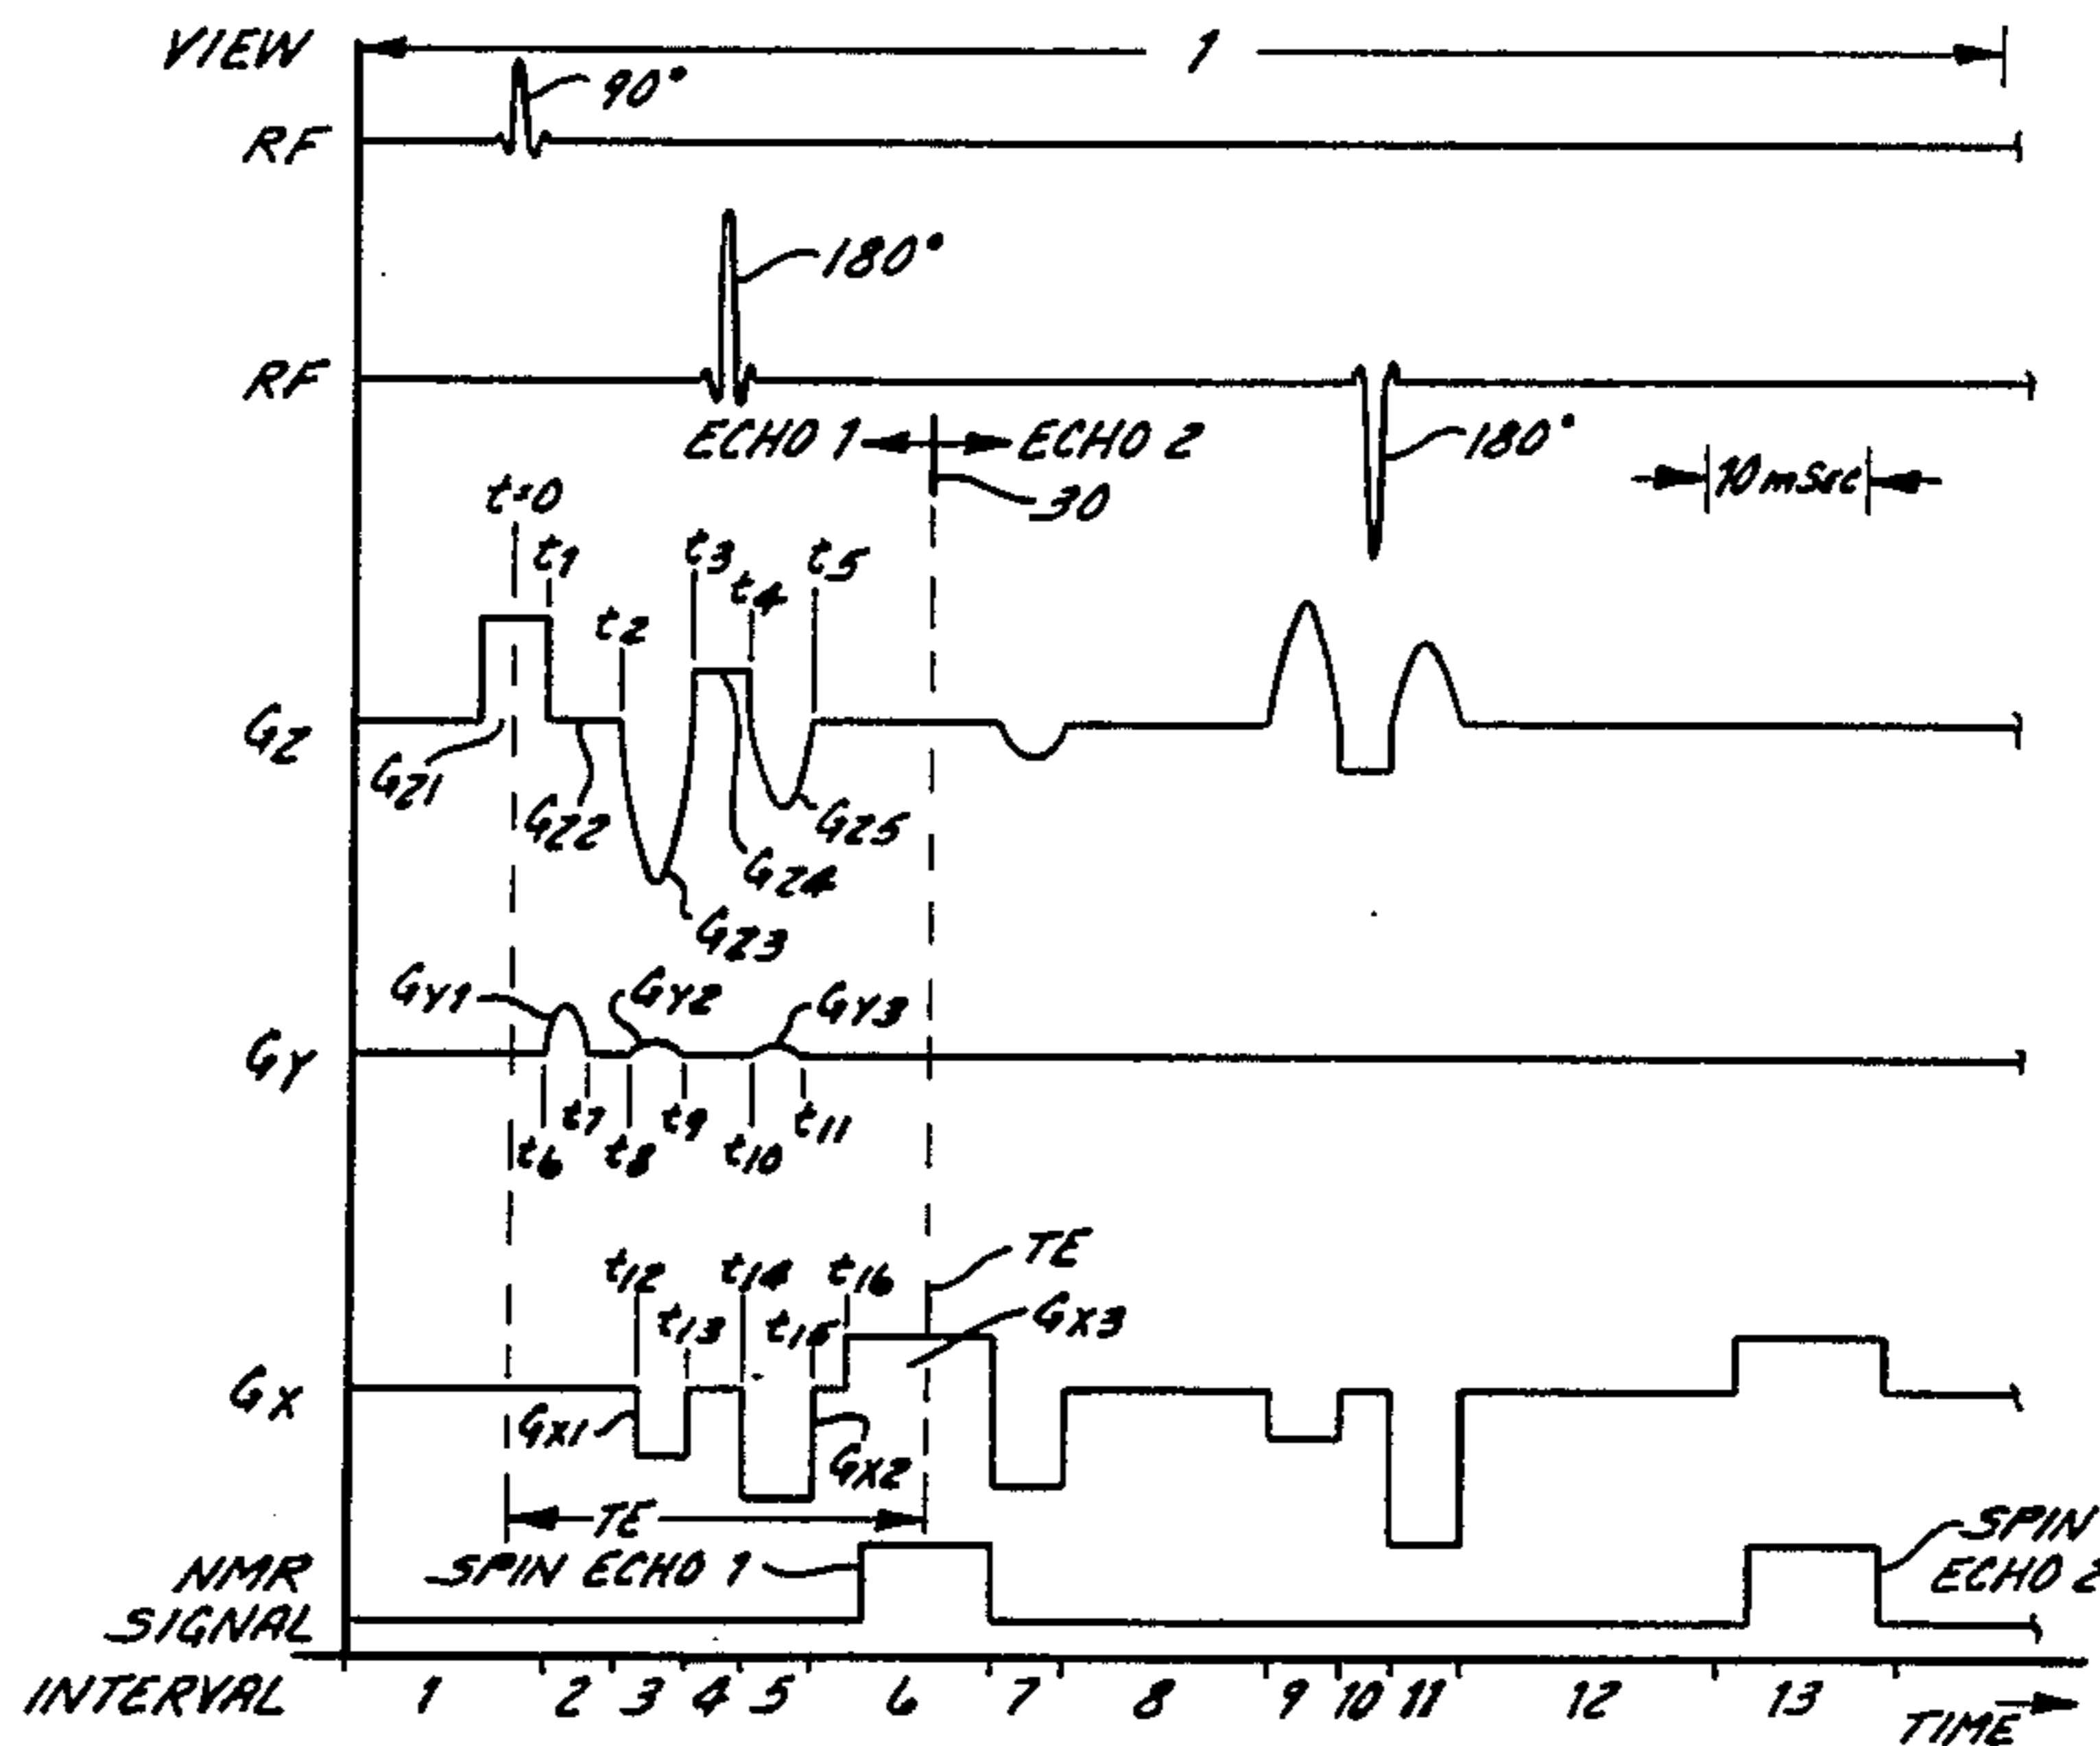 VIEW 1
90°
RF
180°
RF
ECHO 1 ECHO 2
180°
10 mSec
30
t=0
t1 t2 t3 t4 t5
GZ
GZ1 GZ2 GZ3 GZ4 GZ5
GY1 GY2 GY3
GY
t6 t7 t8 t9 t10 t11
TE
t12 t13 t14 t15 t16
GX3
GX
GX1 GX2
TE
SPIN ECHO 1
SPIN ECHO 2
NMR SIGNAL
INTERVAL 1 2 3 4 5 6 7 8 9 10 11 12 13
TIME